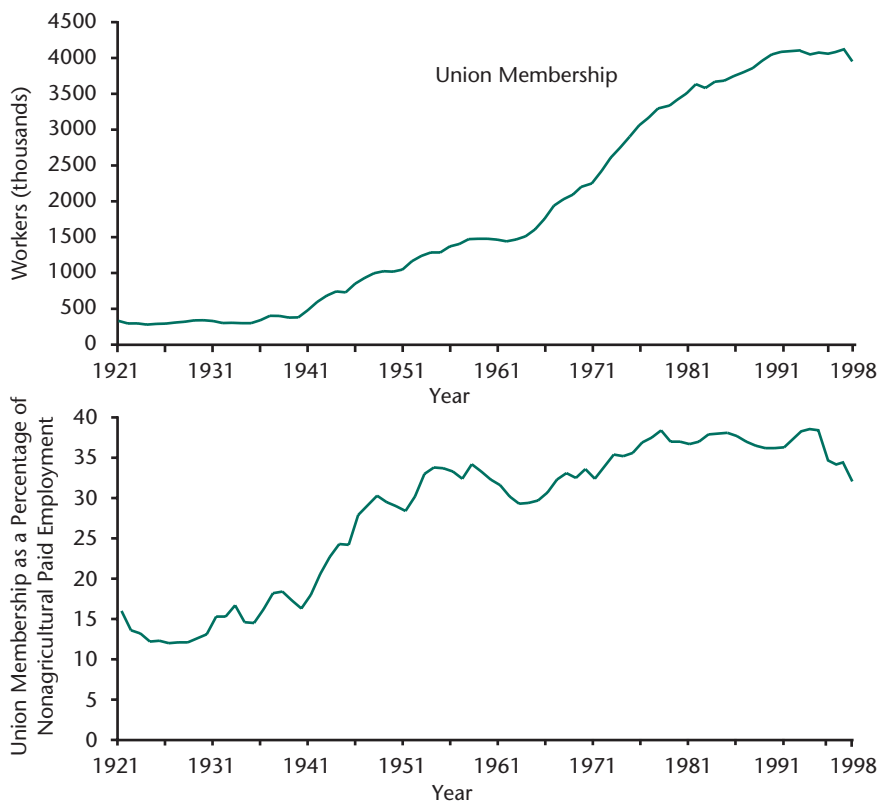 4500
4000
3500
3000
2500
2000
1500
1000
500
0
Workers (thousands)
Union Membership
1921 1931 1941 1951 1961 1971 1981 1991 1998
Year
40
35
30
25
20
15
10
5
0
Union Membership as a Percentage of
Nonagricultural Paid Employment
1921 1931 1941 1951 1961 1971 1981 1991 1998
Year